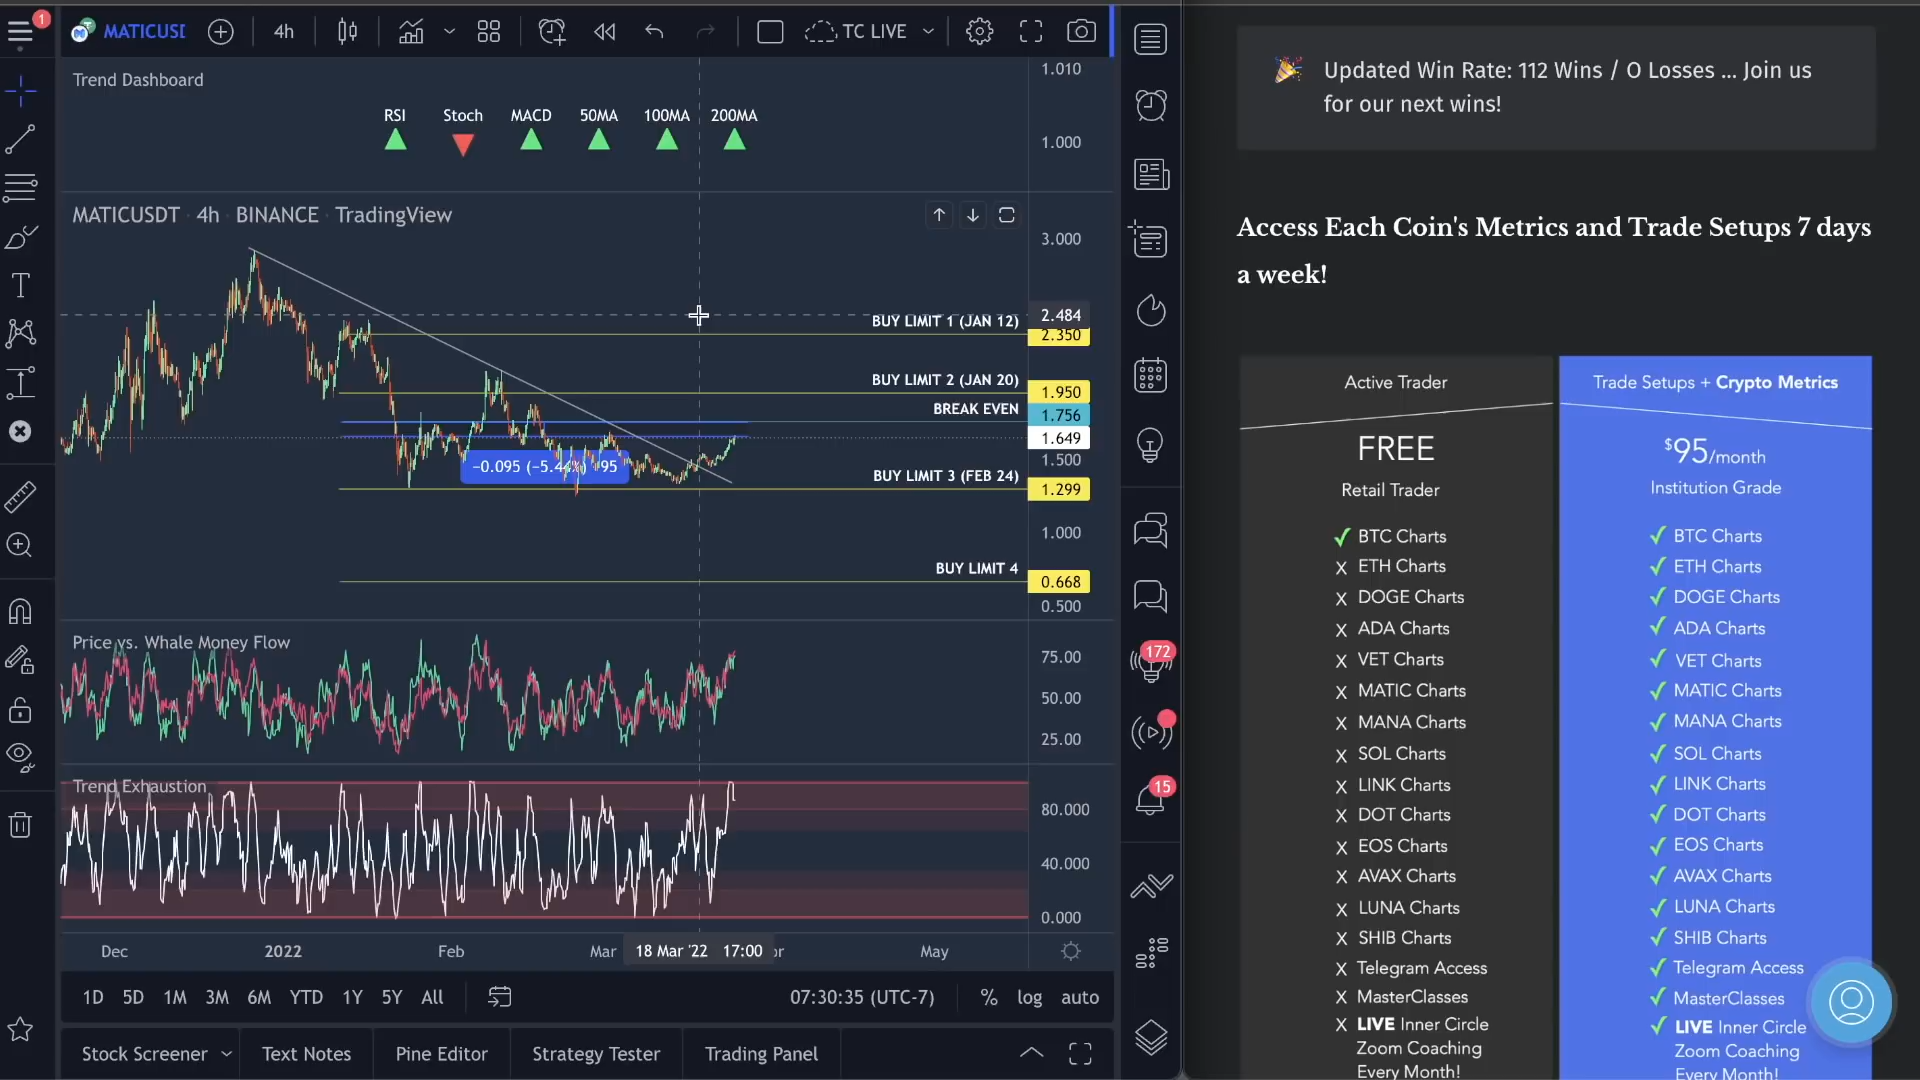 1
MATICUSD
4h
TC LIVE
Trend Dashboard
RSI Stoch MACD 50MA 100MA 200MA
1.010
1.000
MATICUSDT · 4h · BINANCE · TradingView
3.000
2.484
BUY LIMIT 1 (JAN 12) 2.350
BUY LIMIT 2 (JAN 20) 1.950
BREAK EVEN 1.756
1.649
−0.095 (−5.44%) −95
1.500
BUY LIMIT 3 (FEB 24) 1.299
1.000
BUY LIMIT 4 0.668
0.500
Price vs. Whale Money Flow
75.00
50.00
25.00
Trend Exhaustion
80.000
40.000
0.000
Dec 2022 Feb Mar 18 Mar '22 17:00 pr May
1D 5D 1M 3M 6M YTD 1Y 5Y All
07:30:35 (UTC-7) % log auto
Stock Screener Text Notes Pine Editor Strategy Tester Trading Panel
172
15
Updated Win Rate: 112 Wins / 0 Losses ... Join us
for our next wins!
Access Each Coin's Metrics and Trade Setups 7 days
a week!
Active Trader
FREE
Retail Trader
✓ BTC Charts
X ETH Charts
X DOGE Charts
X ADA Charts
X VET Charts
X MATIC Charts
X MANA Charts
X SOL Charts
X LINK Charts
X DOT Charts
X EOS Charts
X AVAX Charts
X LUNA Charts
X SHIB Charts
X Telegram Access
X MasterClasses
X LIVE Inner Circle
Zoom Coaching
Every Month!
Trade Setups + Crypto Metrics
$95/month
Institution Grade
✓ BTC Charts
✓ ETH Charts
✓ DOGE Charts
✓ ADA Charts
✓ VET Charts
✓ MATIC Charts
✓ MANA Charts
✓ SOL Charts
✓ LINK Charts
✓ DOT Charts
✓ EOS Charts
✓ AVAX Charts
✓ LUNA Charts
✓ SHIB Charts
✓ Telegram Access
✓ MasterClasses
✓ LIVE Inner Circle
Zoom Coaching
Every Month!